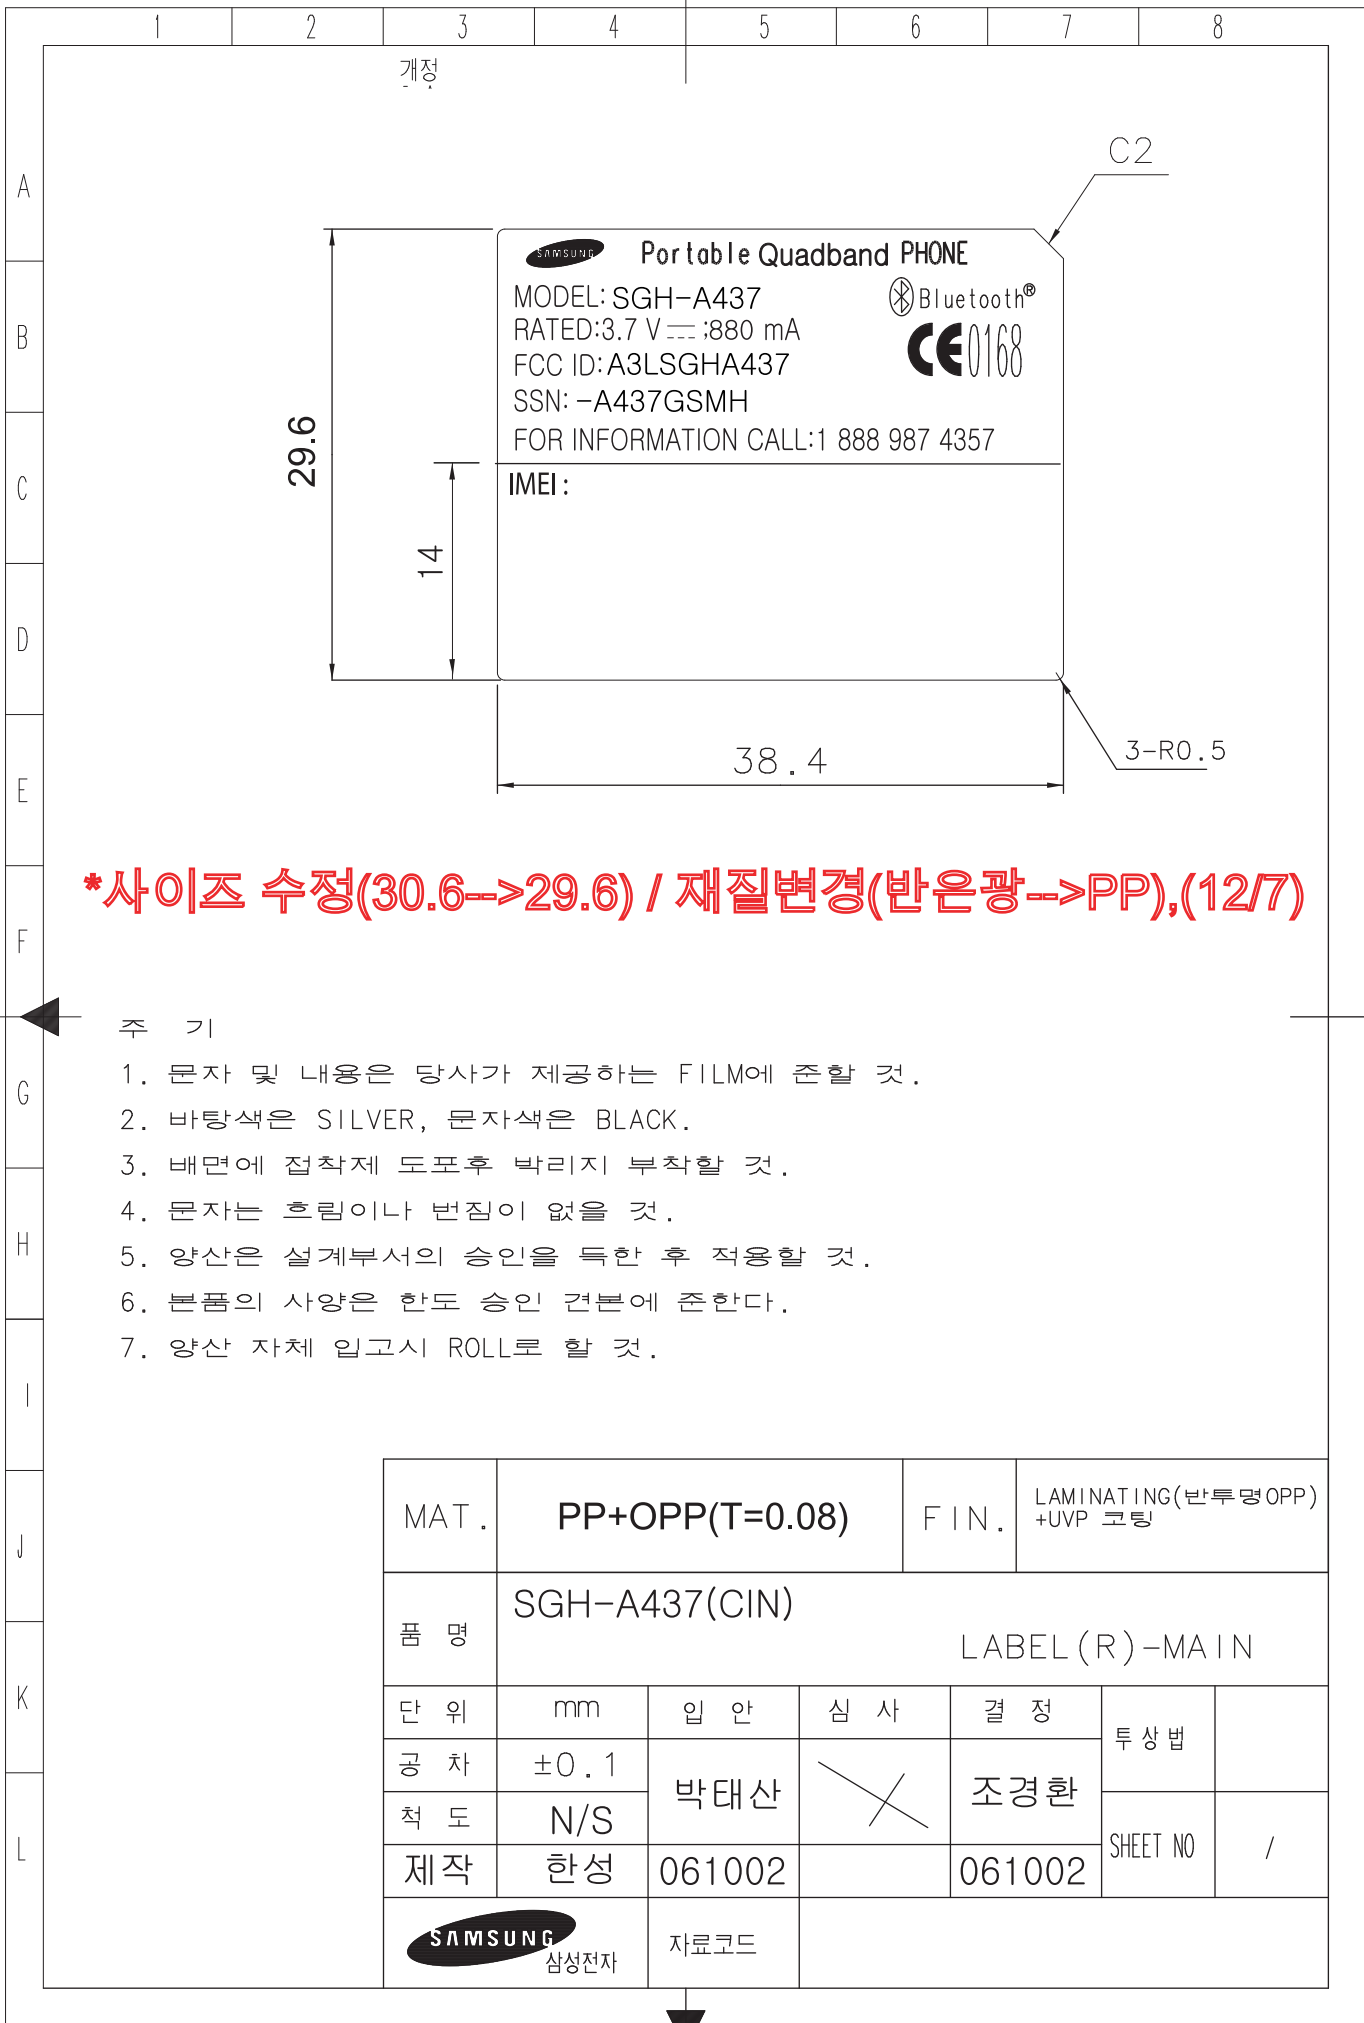 1 2 3 4 5 6 7 8
개정
A
B
C
D
E
F
G
H
I
J
K
L
C2
SAMSUNG Portable Quadband PHONE
MODEL: SGH-A437
Bluetooth®
RATED:3.7 V ;880 mA
CE0168
FCC ID: A3LSGHA437
SSN: -A437GSMH
FOR INFORMATION CALL:1 888 987 4357
IMEI :
29.6
14
38.4
3-R0.5
*사이즈 수정(30.6-->29.6) / 재질변경(반은광-->PP),(12/7)
주 기
1. 문자 및 내용은 당사가 제공하는 FILM에 준할 것.
2. 바탕색은 SILVER, 문자색은 BLACK.
3. 배면에 접착제 도포후 박리지 부착할 것.
4. 문자는 흐림이나 번짐이 없을 것.
5. 양산은 설계부서의 승인을 득한 후 적용할 것.
6. 본품의 사양은 한도 승인 견본에 준한다.
7. 양산 자체 입고시 ROLL로 할 것.
MAT. PP+OPP(T=0.08) FIN. LAMINATING(반투명OPP)
+UVP 코팅
품 명 SGH-A437(CIN)
LABEL(R)-MAIN
단 위 mm 입 안 심 사 결 정 투상법
공 차 ±0.1 박태산 조경환
척 도 N/S SHEET NO /
제작 한성 061002 061002
SAMSUNG 삼성전자 자료코드